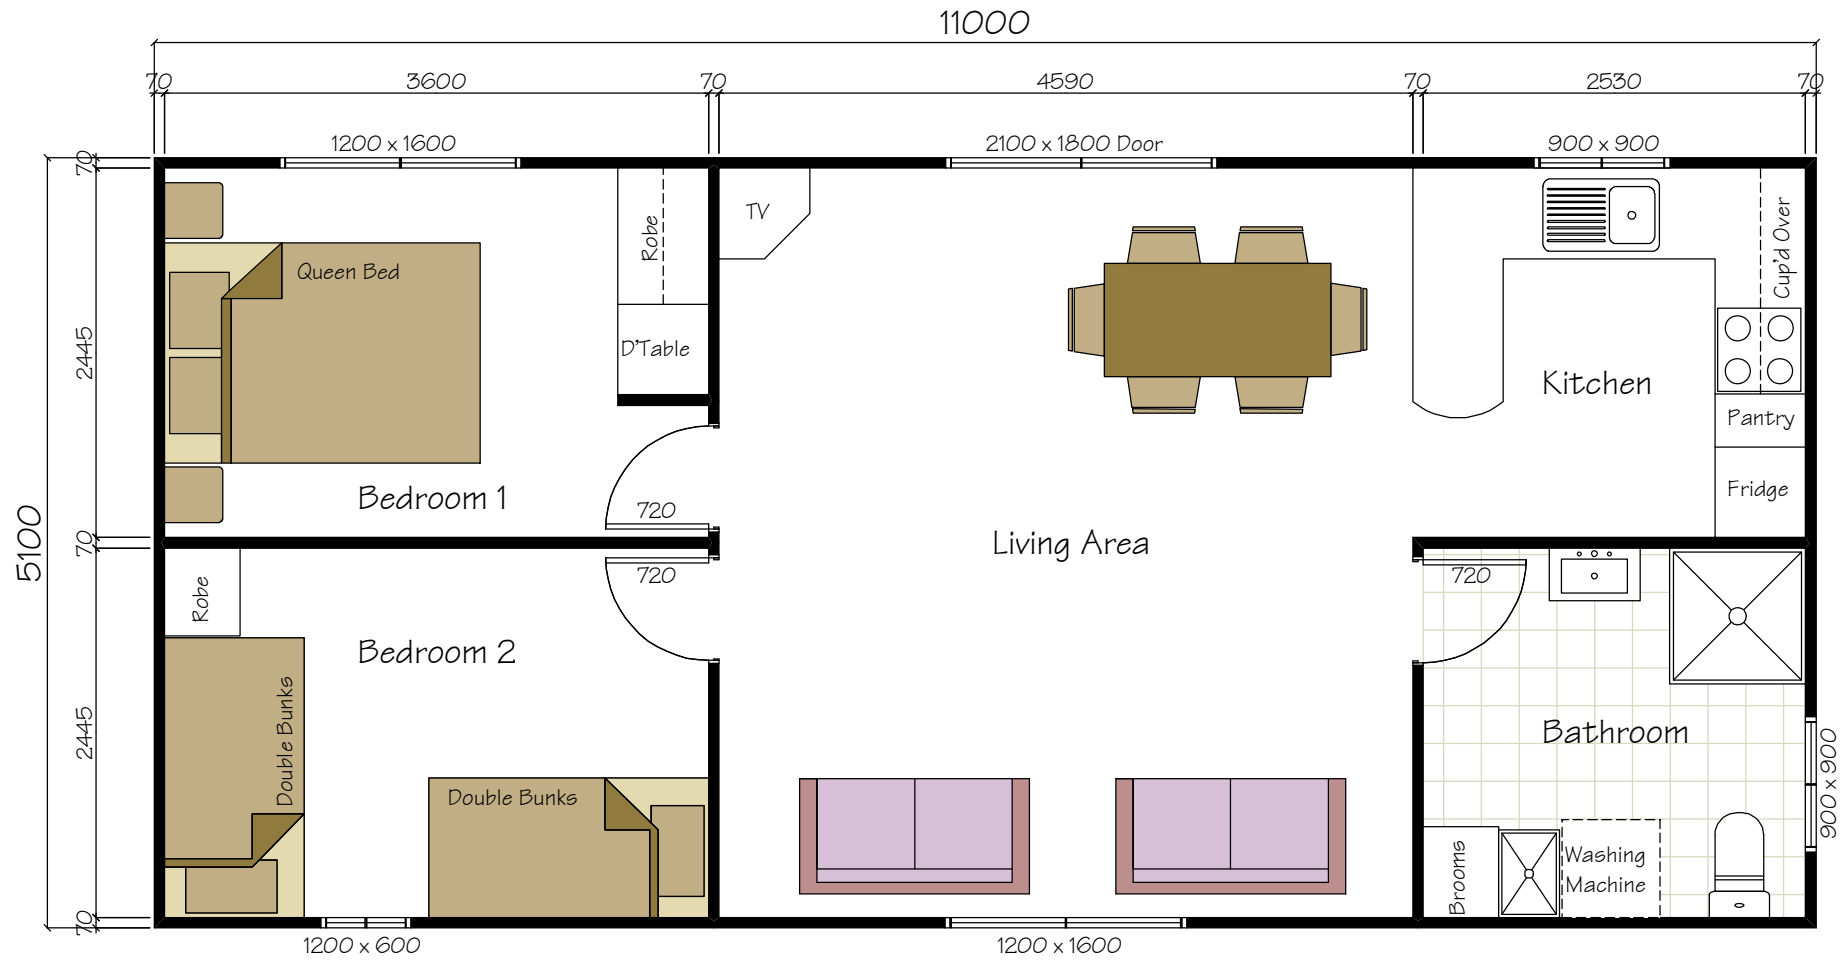 11000
70
3600
70
4590
70
2530
70
1200 x 1600
2100 x 1800 Door
900 x 900
5100
70
2445
70
2445
70
Queen Bed
Robe
D'Table
Bedroom 1
720
TV
Living Area
Kitchen
Cup'd Over
Pantry
Fridge
Robe
720
Bedroom 2
Double Bunks
Double Bunks
720
Bathroom
Brooms
Washing
Machine
900 x 900
1200 x 600
1200 x 1600